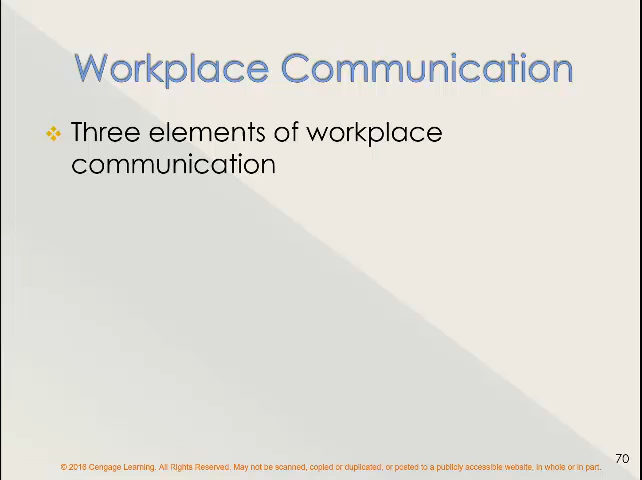 Workplace Communication
Three elements of workplace
communication
70
© 2016 Cengage Learning. All Rights Reserved. May not be scanned, copied or duplicated, or posted to a publicly accessible website, in whole or in part.